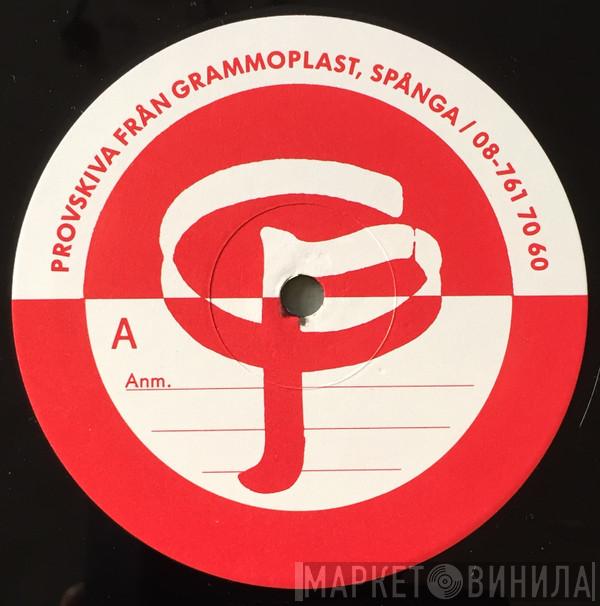 PROVSKIVA FRÅN GRAMMOPLAST, SPÅNGA / 08-761 70 60
A
Anm.
МАРКЕТ ВИНИЛА